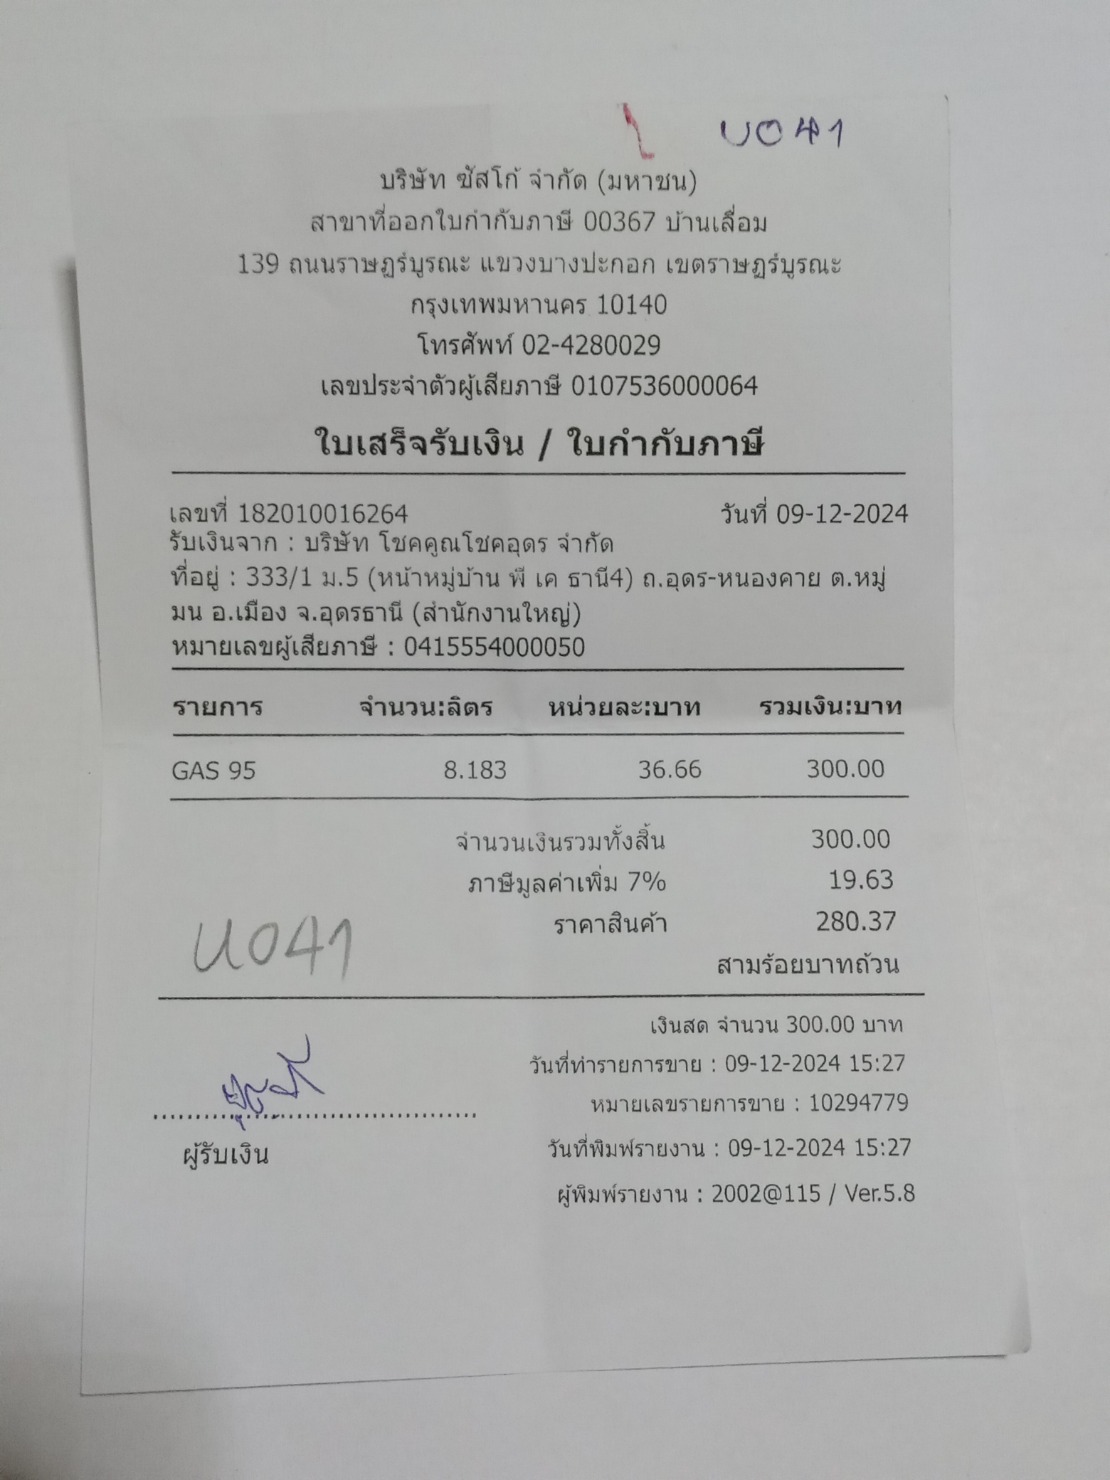 U041
บริษัท ซัสโก้ จำกัด (มหาชน)
สาขาที่ออกใบกำกับภาษี 00367 บ้านเลื่อม
139 ถนนราษฏร์บูรณะ แขวงบางปะกอก เขตราษฏร์บูรณะ
กรุงเทพมหานคร 10140
โทรศัพท์ 02-4280029
เลขประจำตัวผู้เสียภาษี 0107536000064
ใบเสร็จรับเงิน / ใบกำกับภาษี
เลขที่ 182010016264 วันที่ 09-12-2024
รับเงินจาก : บริษัท โชคคูณโชคอุดร จำกัด
ที่อยู่ : 333/1 ม.5 (หน้าหมู่บ้าน พี เค ธานี4) ถ.อุดร-หนองคาย ต.หมู่
มน อ.เมือง จ.อุดรธานี (สำนักงานใหญ่)
หมายเลขผู้เสียภาษี : 0415554000050
รายการ จำนวน:ลิตร หน่วยละ:บาท รวมเงิน:บาท
GAS 95 8.183 36.66 300.00
จำนวนเงินรวมทั้งสิ้น 300.00
ภาษีมูลค่าเพิ่ม 7% 19.63
ราคาสินค้า 280.37
U041
สามร้อยบาทถ้วน
เงินสด จำนวน 300.00 บาท
วันที่ทำรายการขาย : 09-12-2024 15:27
หมายเลขรายการขาย : 10294779
ผู้รับเงิน
วันที่พิมพ์รายงาน : 09-12-2024 15:27
ผู้พิมพ์รายงาน : 2002@115 / Ver.5.8